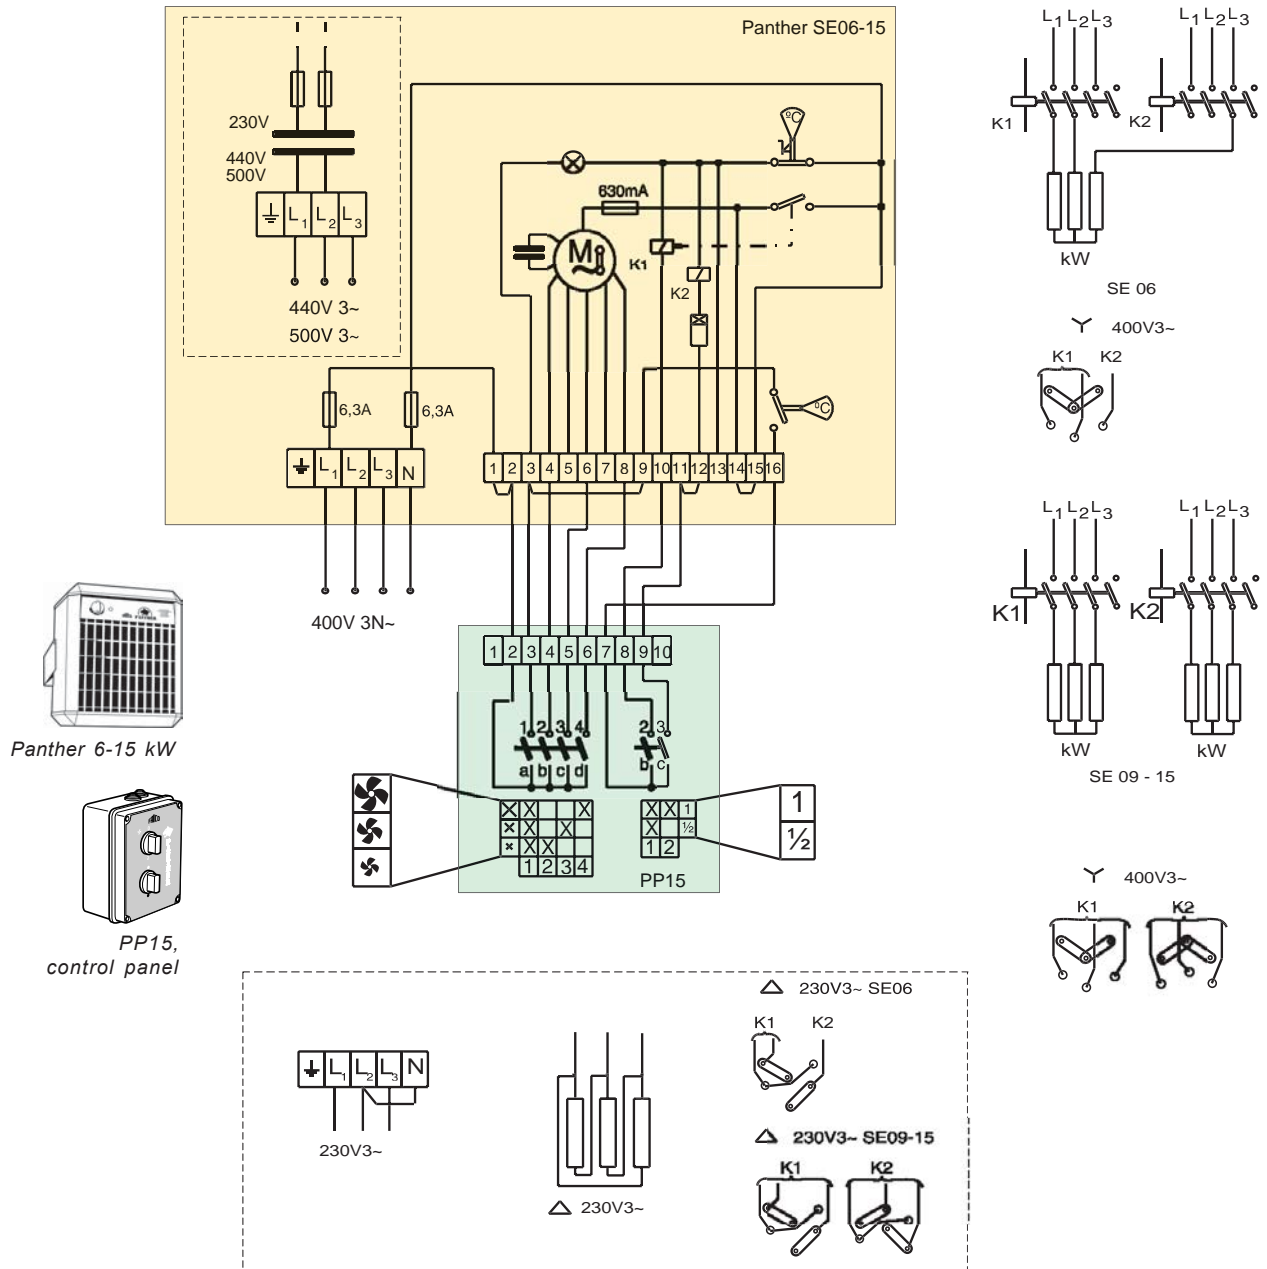 Panther SE06-15
230V
440V
500V
L1 L2 L3
440V 3~
500V 3~
ºC
630mA
M
K1
K2
6,3A
6,3A
ºC
L1 L2 L3 N
1 2 3 4 5 6 7 8 9 10 11 12 13 14 15 16
400V 3N~
1 2 3 4 5 6 7 8 9 10
1 2 3 4
a b c d
2 3
b c
X X X
x X X
x X X
1 2 3 4
X X 1
X ½
1 2
1
½
PP15
Panther 6-15 kW
PP15,
control panel
L1 L2 L3
L1 L2 L3
K1
K2
kW
SE 06
400V3~
K1 K2
L1 L2 L3
L1 L2 L3
K1
K2
kW
kW
SE 09 - 15
400V3~
K1 K2
L1 L2 L3 N
230V3~
230V3~
230V3~ SE06
K1 K2
230V3~ SE09-15
K1 K2